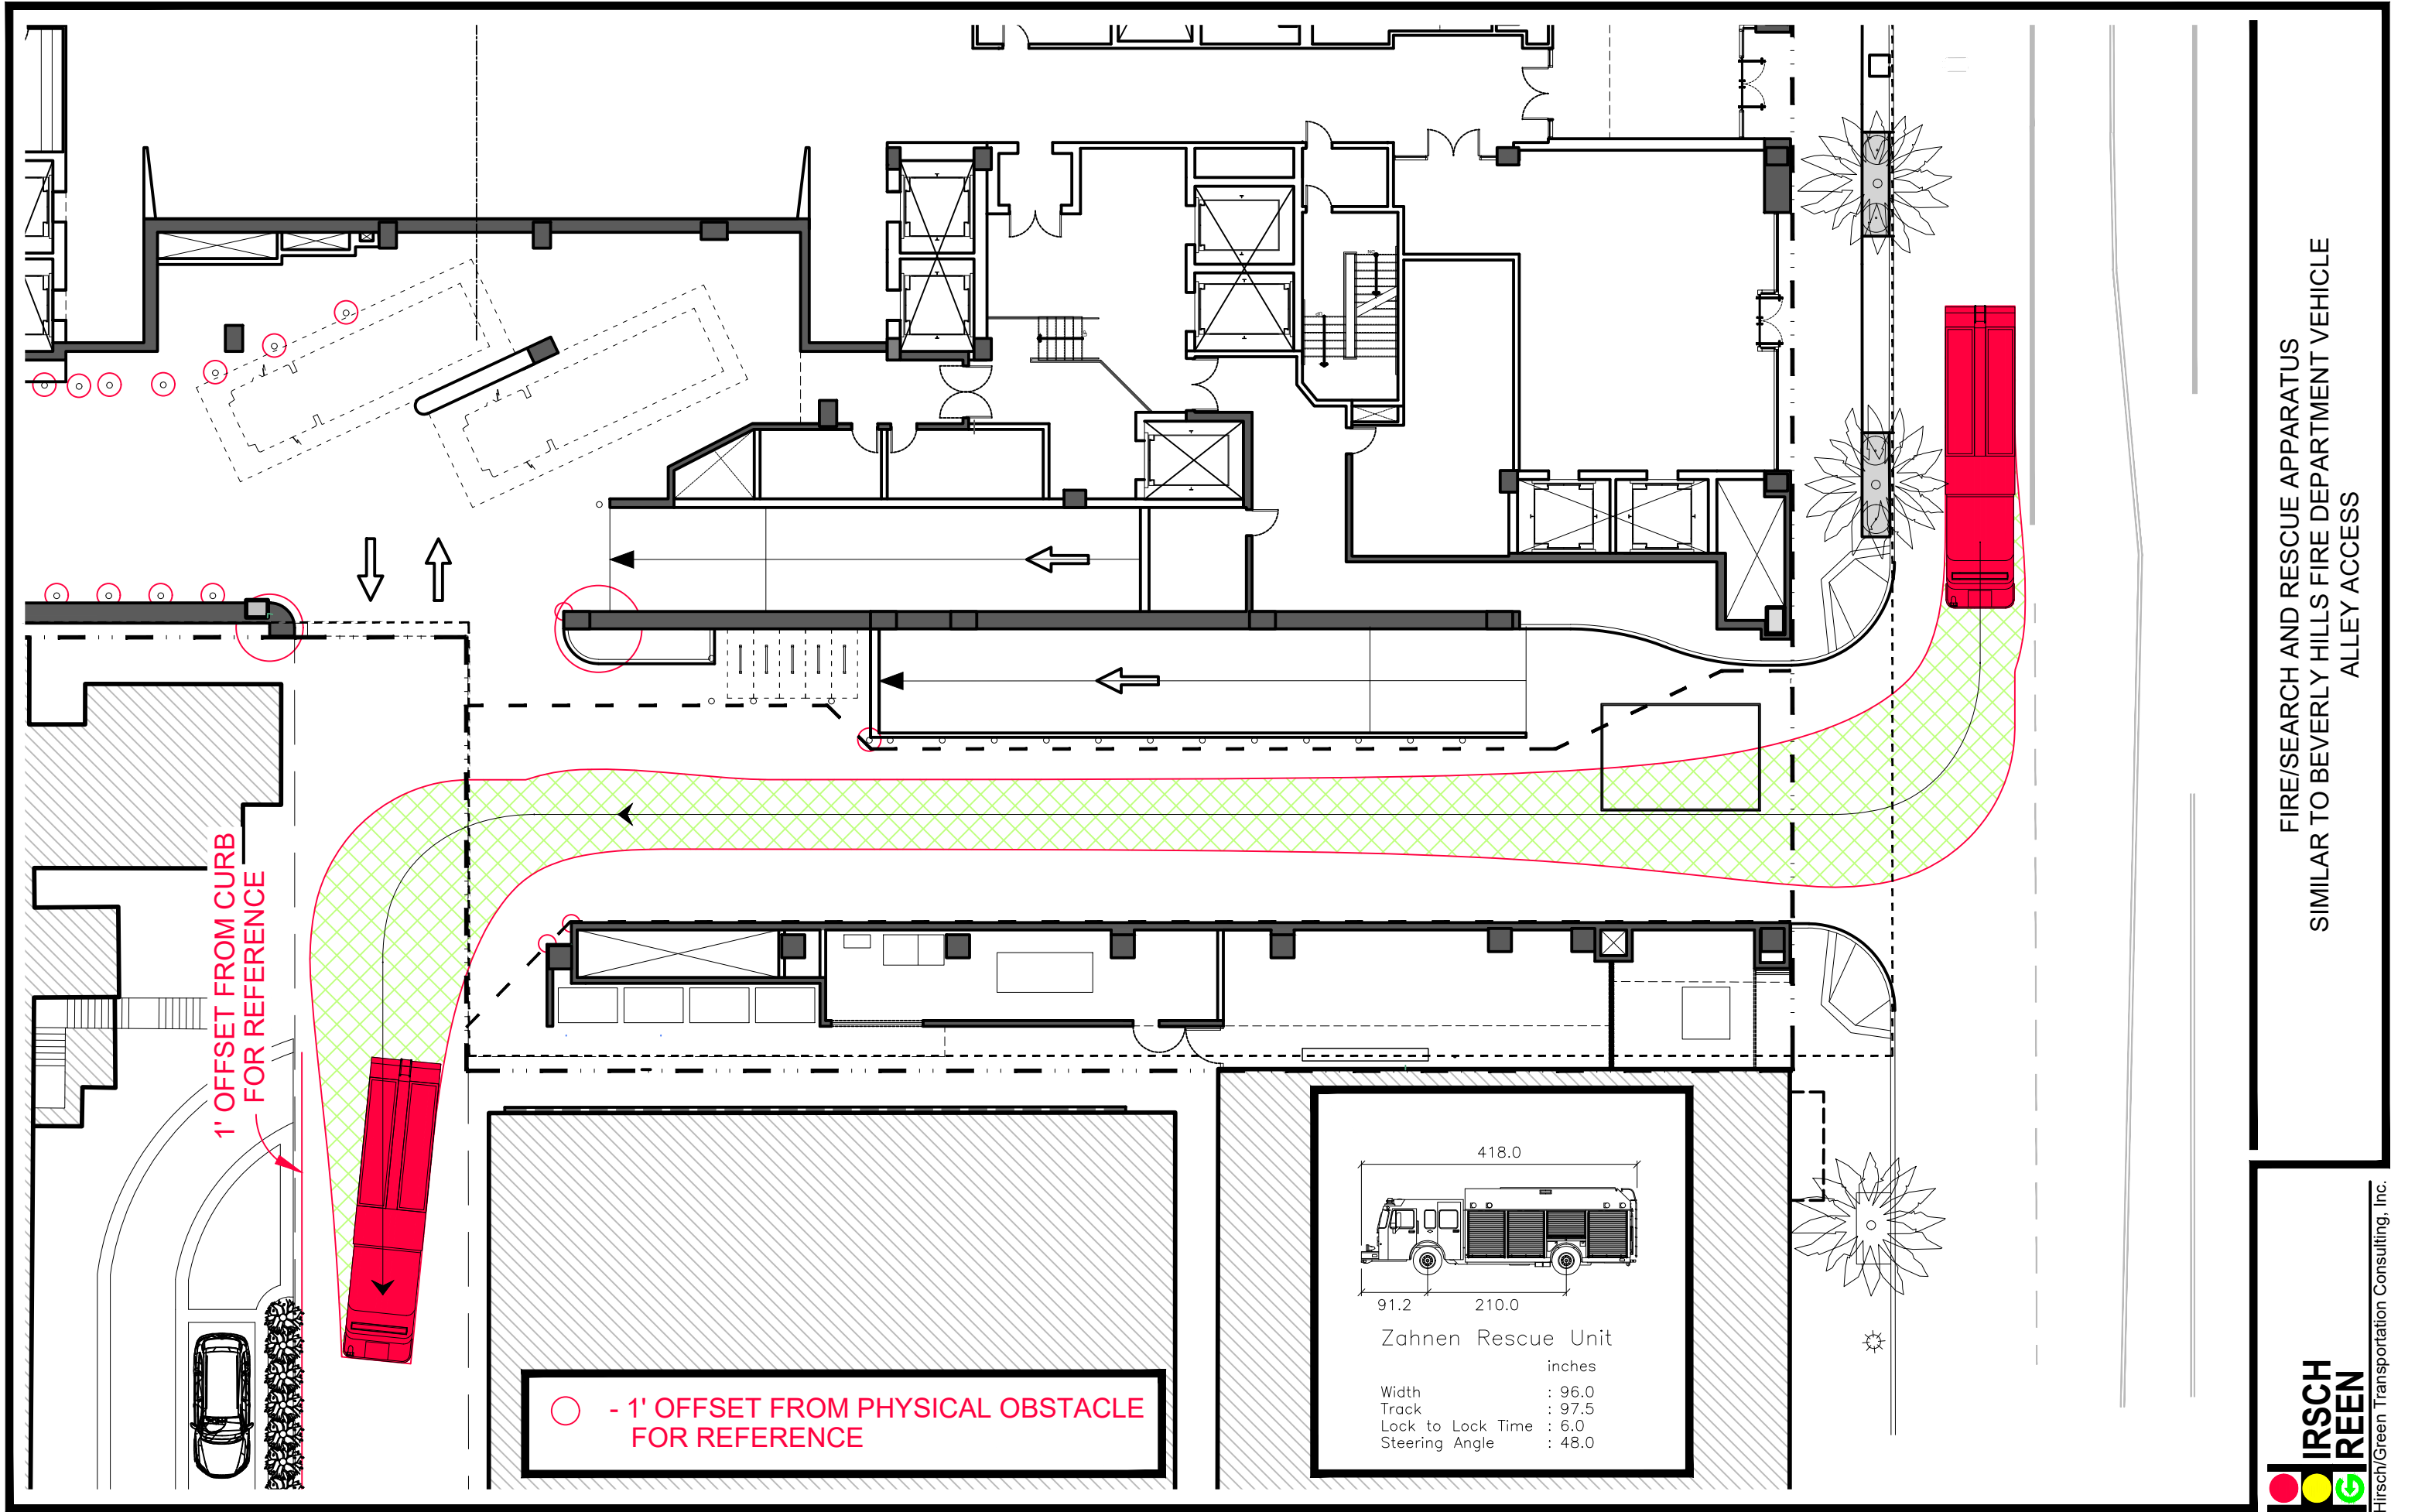 FIRE/SEARCH AND RESCUE APPARATUS
SIMILAR TO BEVERLY HILLS FIRE DEPARTMENT VEHICLE
ALLEY ACCESS
1' OFFSET FROM CURB
FOR REFERENCE
- 1' OFFSET FROM PHYSICAL OBSTACLE
FOR REFERENCE
418.0
91.2 210.0
Zahnen Rescue Unit
inches
Width : 96.0
Track : 97.5
Lock to Lock Time : 6.0
Steering Angle : 48.0
HIRSCH
GREEN
Hirsch/Green Transportation Consulting, Inc.